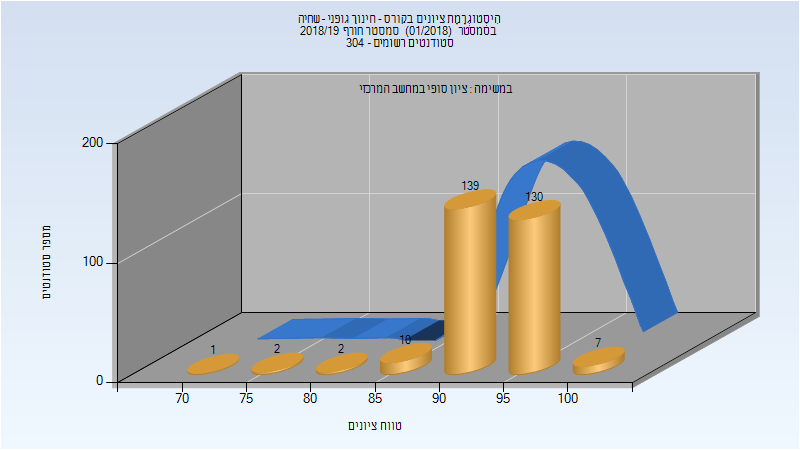 היסטוגרמת ציונים בקורס - חינוך גופני - שחיה
בסמסטר (01/2018) סמסטר חורף 2018/19
סטודנטים רשומים - 304
במשימה : ציון סופי במחשב המרכזי
מספר סטודנטים
200
100
0
1
2
2
10
139
130
7
70
75
80
85
90
95
100
טווח ציונים